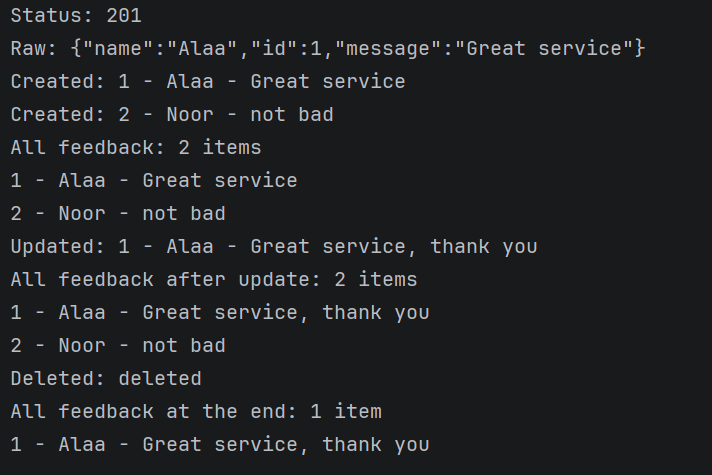 Status: 201
Raw: {"name":"Alaa","id":1,"message":"Great service"}
Created: 1 - Alaa - Great service
Created: 2 - Noor - not bad
All feedback: 2 items
1 - Alaa - Great service
2 - Noor - not bad
Updated: 1 - Alaa - Great service, thank you
All feedback after update: 2 items
1 - Alaa - Great service, thank you
2 - Noor - not bad
Deleted: deleted
All feedback at the end: 1 item
1 - Alaa - Great service, thank you